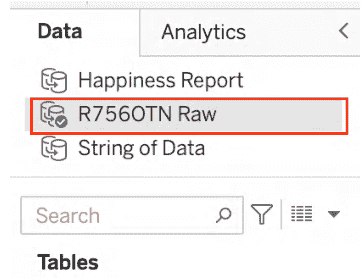 Data Analytics
Happiness Report
R756OTN Raw
String of Data
Search
Tables